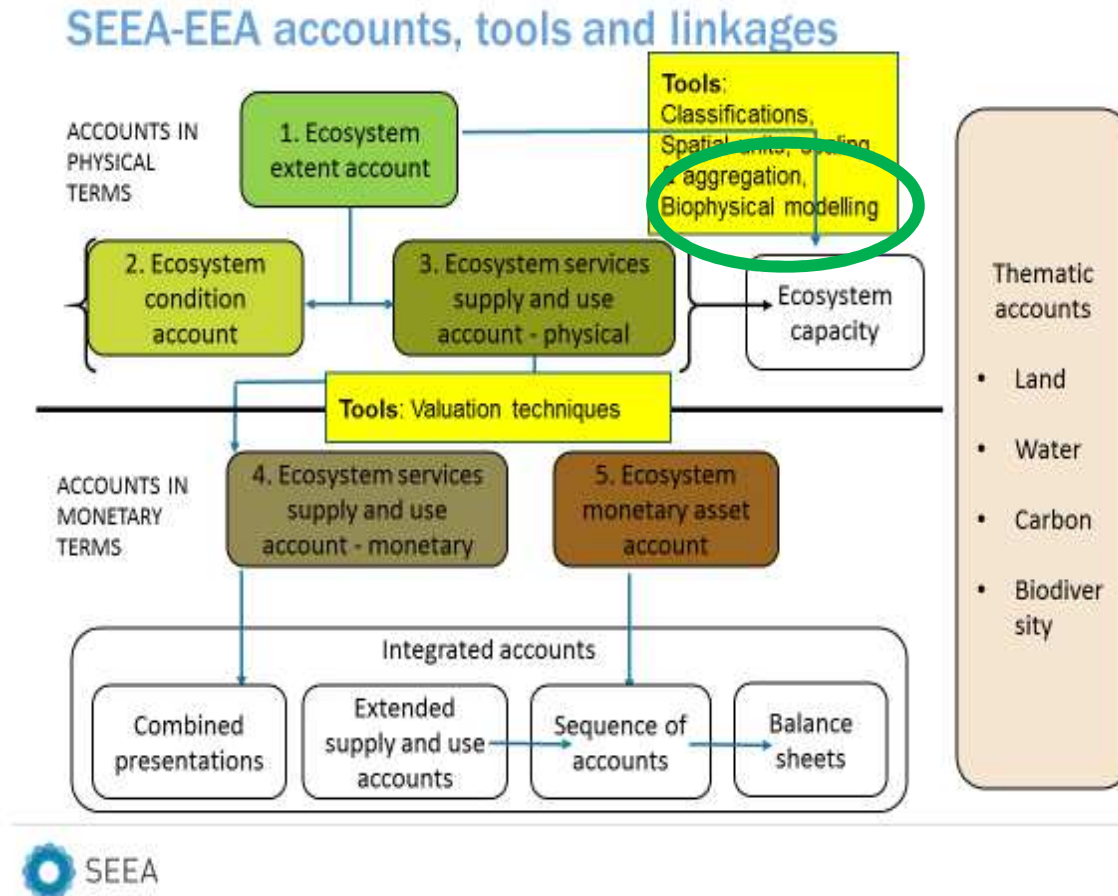 SEEA-EEA accounts, tools and linkages
ACCOUNTS IN
PHYSICAL
TERMS
1. Ecosystem
extent account
Tools:
Classifications,
Spatial units, scaling
& aggregation,
Biophysical modelling
2. Ecosystem
condition
account
3. Ecosystem services
supply and use
account - physical
Ecosystem
capacity
Tools: Valuation techniques
ACCOUNTS IN
MONETARY
TERMS
4. Ecosystem services
supply and use
account - monetary
5. Ecosystem
monetary asset
account
Integrated accounts
Combined
presentations
Extended
supply and use
accounts
Sequence of
accounts
Balance
sheets
Thematic
accounts
• Land
• Water
• Carbon
• Biodiver
sity
SEEA